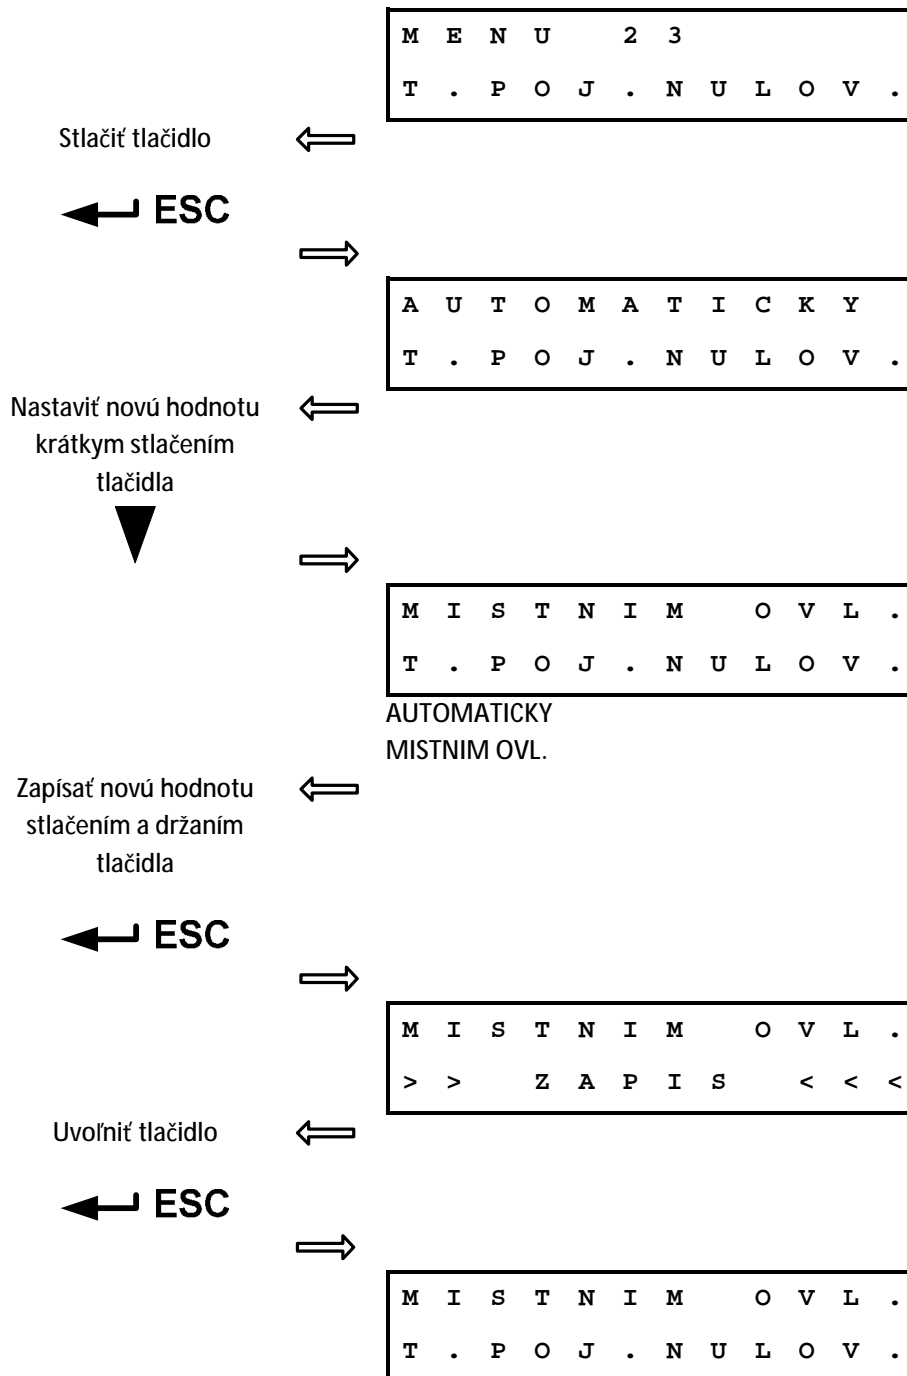 MENU 23
T.POJ.NULOV.
Stlačiť tlačidlo
ESC
AUTOMATICKY
T.POJ.NULOV.
Nastaviť novú hodnotu
krátkym stlačením
tlačidla
MISTNIM OVL.
T.POJ.NULOV.
AUTOMATICKY
MISTNIM OVL.
Zapísať novú hodnotu
stlačením a držaním
tlačidla
ESC
MISTNIM OVL.
>> ZAPIS <<<
Uvoľniť tlačidlo
ESC
MISTNIM OVL.
T.POJ.NULOV.